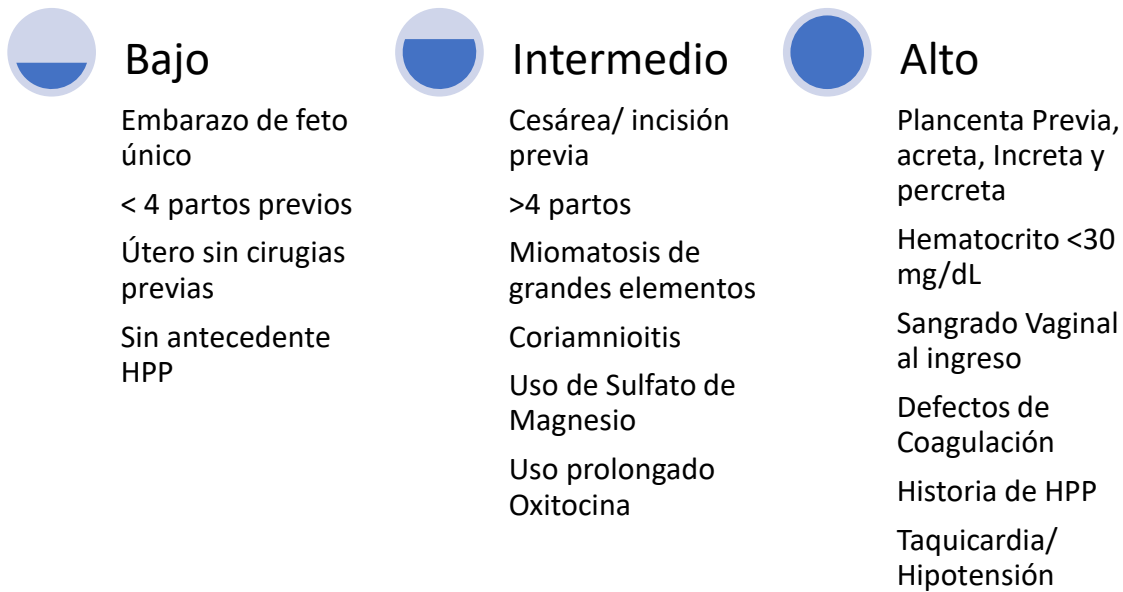 Bajo
Embarazo de feto
único
< 4 partos previos
Útero sin cirugias
previas
Sin antecedente
HPP
Intermedio
Cesárea/ incisión
previa
>4 partos
Miomatosis de
grandes elementos
Coriamnioitis
Uso de Sulfato de
Magnesio
Uso prolongado
Oxitocina
Alto
Plancenta Previa,
acreta, Increta y
percreta
Hematocrito <30
mg/dL
Sangrado Vaginal
al ingreso
Defectos de
Coagulación
Historia de HPP
Taquicardia/
Hipotensión